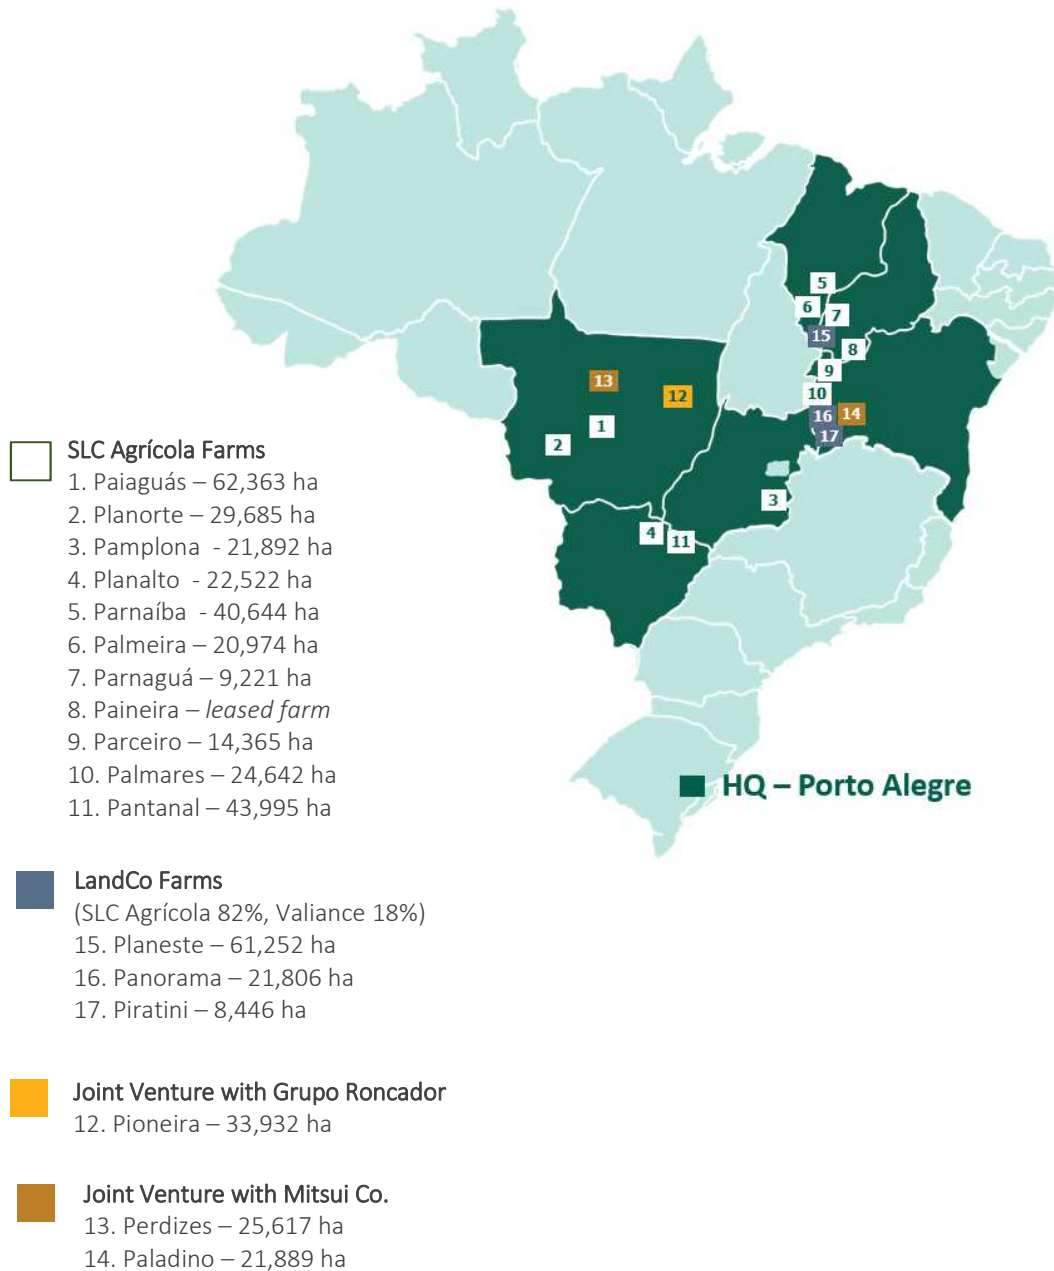 5
6
7
15
8
9
10
16
14
17
13
12
1
2
3
4
11
HQ – Porto Alegre
SLC Agrícola Farms
1. Paiaguás – 62,363 ha
2. Planorte – 29,685 ha
3. Pamplona - 21,892 ha
4. Planalto - 22,522 ha
5. Parnaíba - 40,644 ha
6. Palmeira – 20,974 ha
7. Parnaguá – 9,221 ha
8. Paineira – leased farm
9. Parceiro – 14,365 ha
10. Palmares – 24,642 ha
11. Pantanal – 43,995 ha
LandCo Farms
(SLC Agrícola 82%, Valiance 18%)
15. Planeste – 61,252 ha
16. Panorama – 21,806 ha
17. Piratini – 8,446 ha
Joint Venture with Grupo Roncador
12. Pioneira – 33,932 ha
Joint Venture with Mitsui Co.
13. Perdizes – 25,617 ha
14. Paladino – 21,889 ha